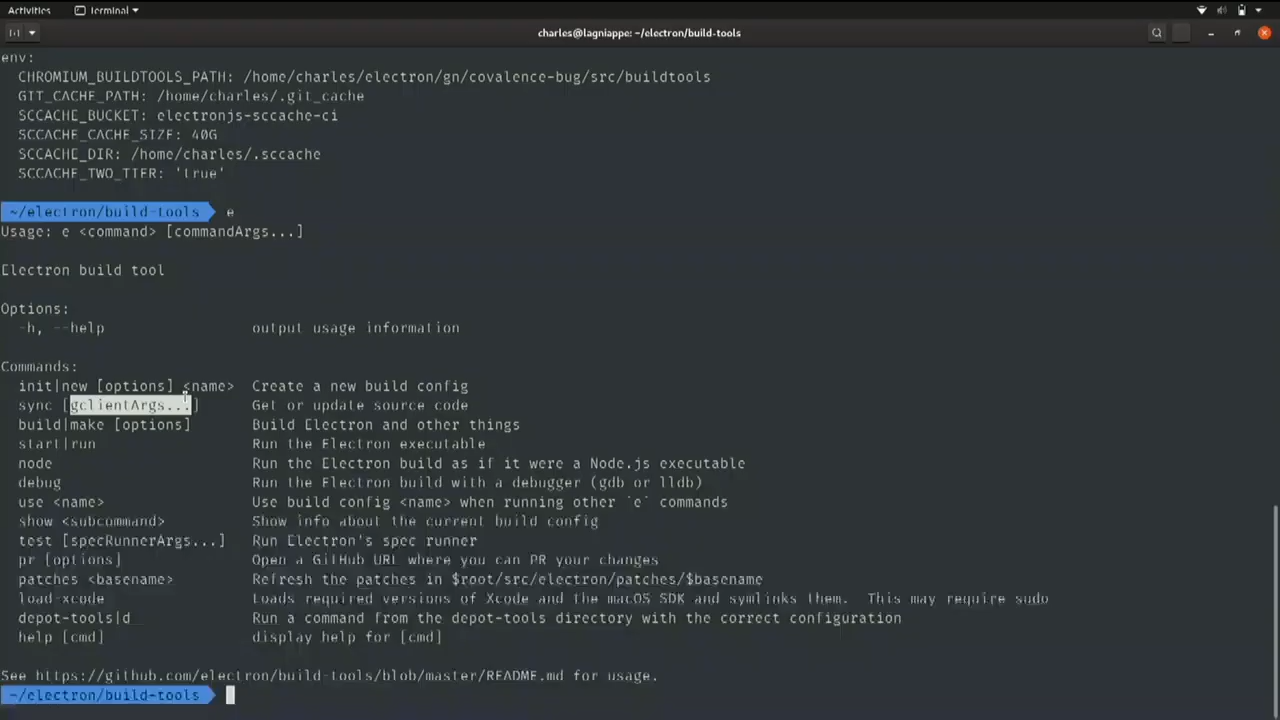 Activities Terminal
charles@lagniappe: ~/electron/build-tools
env:
CHROMIUM_BUILDTOOLS_PATH: /home/charles/electron/gn/covalence-bug/src/buildtools
GIT_CACHE_PATH: /home/charles/.git_cache
SCCACHE_BUCKET: electronjs-sccache-ci
SCCACHE_CACHE_SIZE: 40G
SCCACHE_DIR: /home/charles/.sccache
SCCACHE_TWO_TIER: 'true'
~/electron/build-tools e
Usage: e <command> [commandArgs...]
Electron build tool
Options:
-h, --help output usage information
Commands:
init|new [options] <name> Create a new build config
sync [gclientArgs...] Get or update source code
build|make [options] Build Electron and other things
start|run Run the Electron executable
node Run the Electron build as if it were a Node.js executable
debug Run the Electron build with a debugger (gdb or lldb)
use <name> Use build config <name> when running other `e` commands
show <subcommand> Show info about the current build config
test [specRunnerArgs...] Run Electron's spec runner
pr [options] Open a GitHub URL where you can PR your changes
patches <basename> Refresh the patches in $root/src/electron/patches/$basename
load-xcode Loads required versions of Xcode and the macOS SDK and symlinks them. This may require sudo
depot-tools|d Run a command from the depot-tools directory with the correct configuration
help [cmd] display help for [cmd]
See https://github.com/electron/build-tools/blob/master/README.md for usage.
~/electron/build-tools